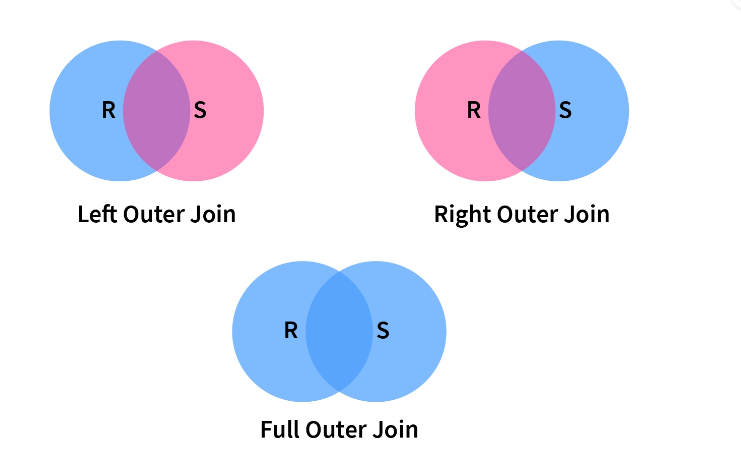 R S
R S
Left Outer Join
Right Outer Join
R S
Full Outer Join